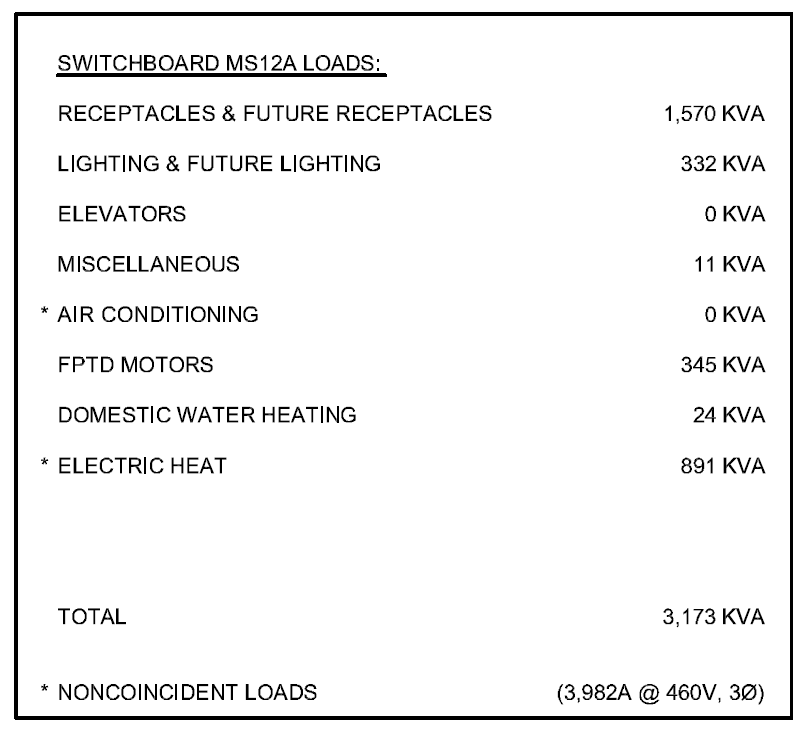 SWITCHBOARD MS12A LOADS:
RECEPTACLES & FUTURE RECEPTACLES 1,570 KVA
LIGHTING & FUTURE LIGHTING 332 KVA
ELEVATORS 0 KVA
MISCELLANEOUS 11 KVA
* AIR CONDITIONING 0 KVA
FPTD MOTORS 345 KVA
DOMESTIC WATER HEATING 24 KVA
* ELECTRIC HEAT 891 KVA
TOTAL 3,173 KVA
* NONCOINCIDENT LOADS (3,982A @ 460V, 3Ø)